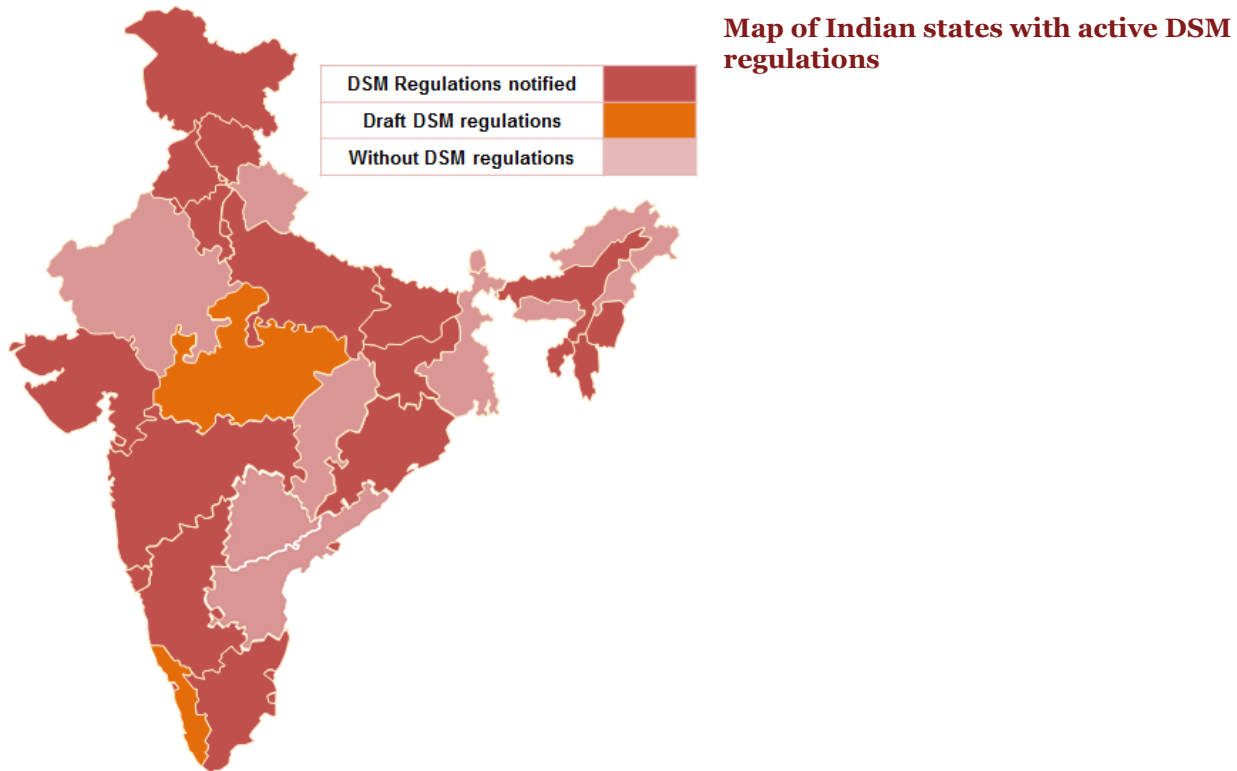 Map of Indian states with active DSM
regulations
DSM Regulations notified
Draft DSM regulations
Without DSM regulations